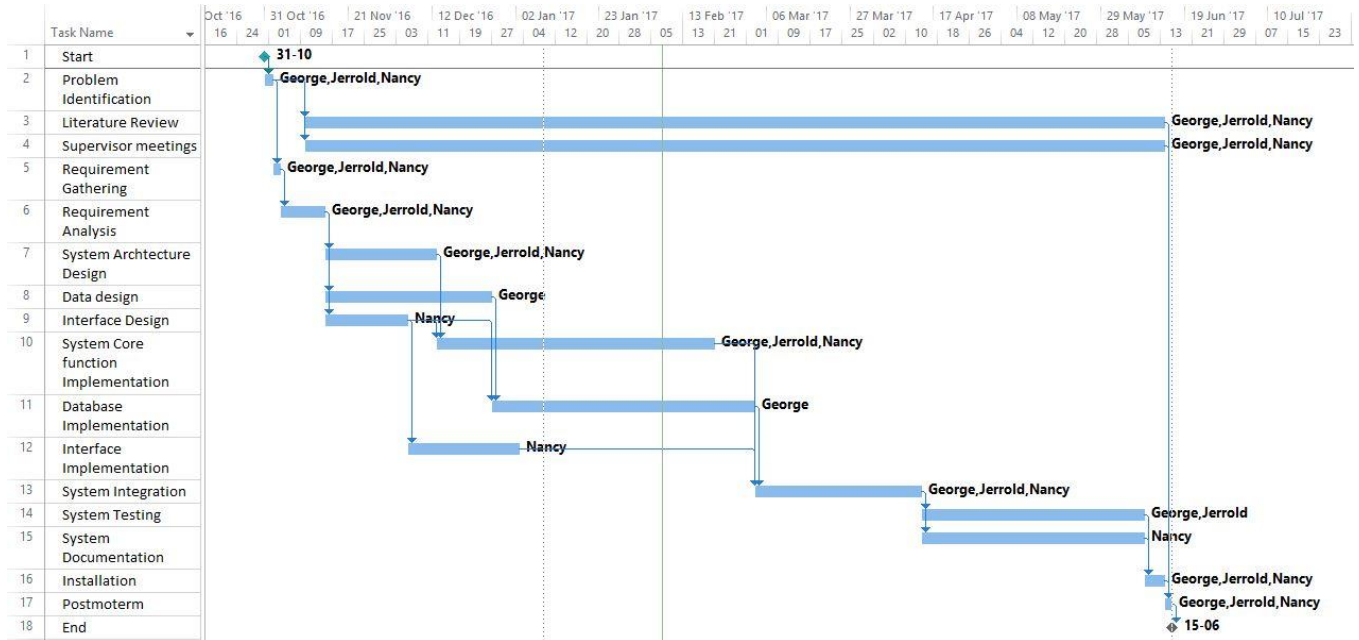 Oct '16 31 Oct '16 21 Nov '16 12 Dec '16 02 Jan '17 23 Jan '17 13 Feb '17 06 Mar '17 27 Mar '17 17 Apr '17 08 May '17 29 May '17 19 Jun '17 10 Jul '17
Task Name 16 24 01 09 17 25 03 11 19 27 04 12 20 28 05 13 21 01 09 17 25 02 10 18 26 04 12 20 28 05 13 21 29 07 15 23
1 Start 31-10
2 Problem George,Jerrold,Nancy
Identification
3 Literature Review George,Jerrold,Nancy
4 Supervisor meetings George,Jerrold,Nancy
5 Requirement George,Jerrold,Nancy
Gathering
6 Requirement George,Jerrold,Nancy
Analysis
7 System Archtecture George,Jerrold,Nancy
Design
8 Data design George
9 Interface Design Nancy
10 System Core George,Jerrold,Nancy
function
Implementation
11 Database George
Implementation
12 Interface Nancy
Implementation
13 System Integration George,Jerrold,Nancy
14 System Testing George,Jerrold
15 System Nancy
Documentation
16 Installation George,Jerrold,Nancy
17 Postmoterm George,Jerrold,Nancy
18 End 15-06